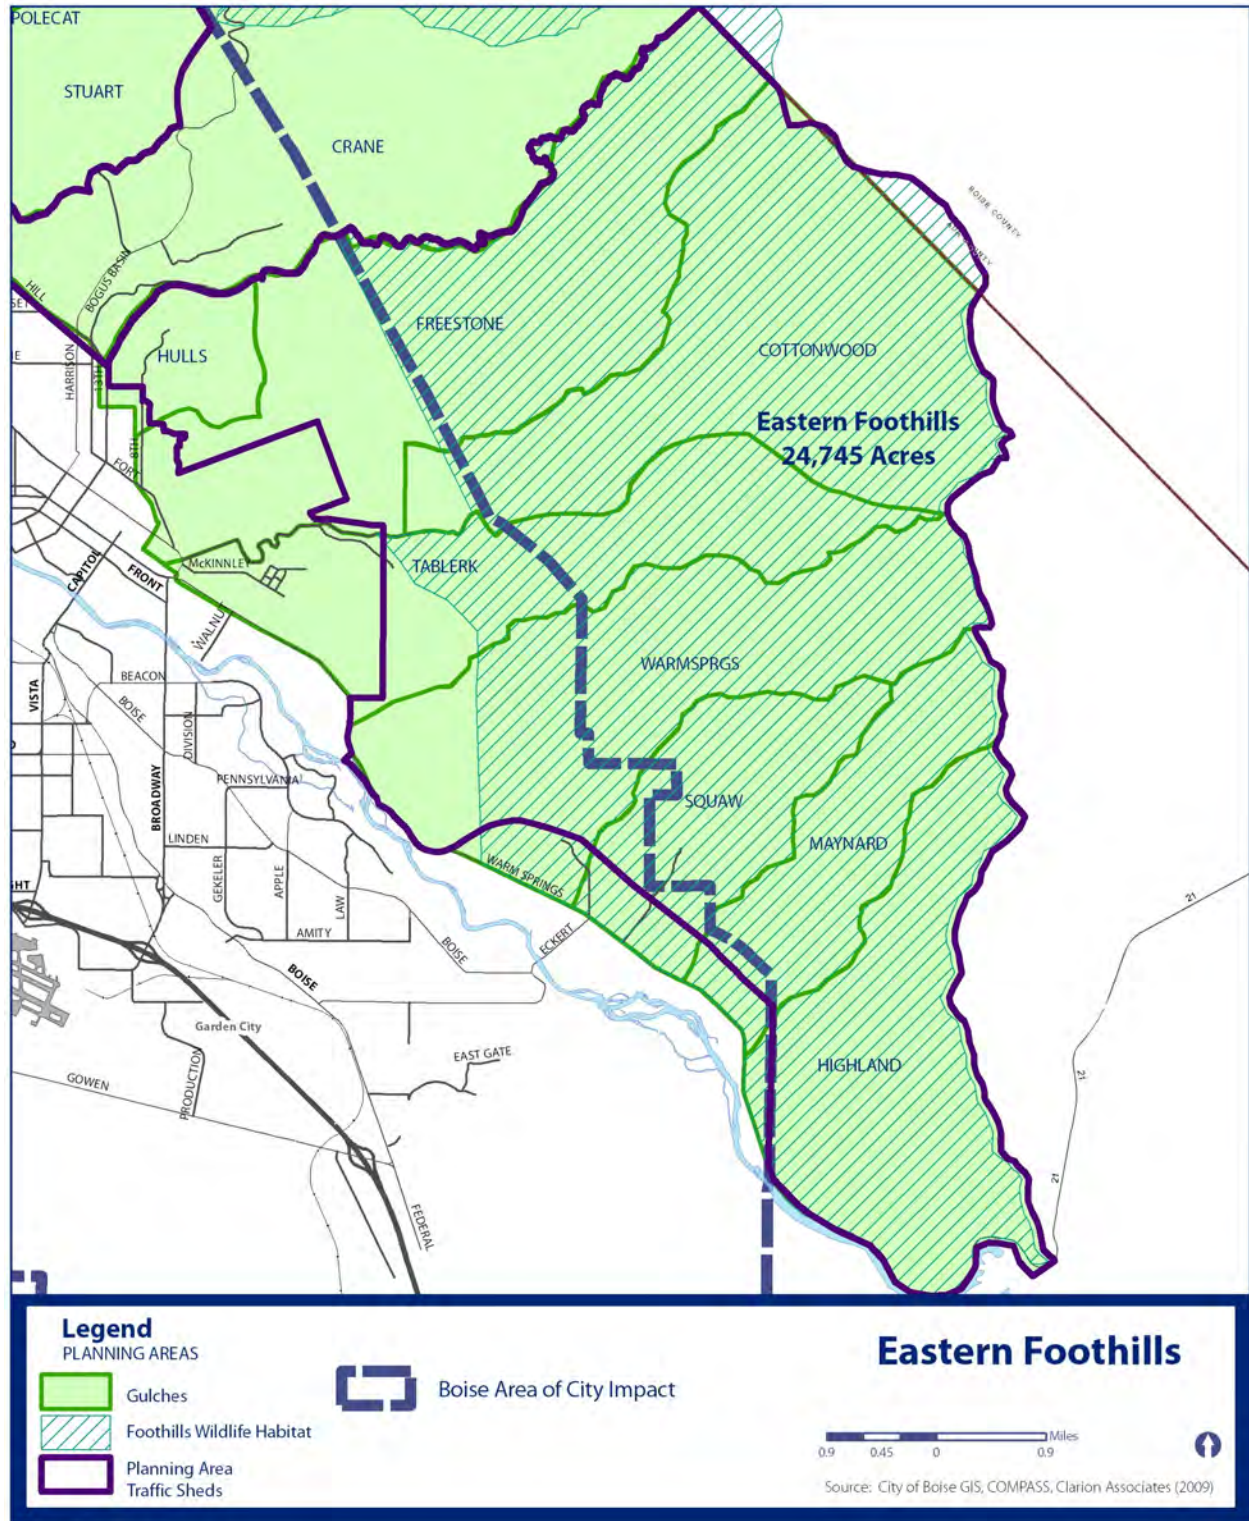 POLECAT
STUART
CRANE
BOISE COUNTY
ADA COUNTY
BOGUS BASIN
HILL
HULLS
FREESTONE
COTTONWOOD
HARRISON
13TH
8TH
FORT
Eastern Foothills
24,745 Acres
McKINNLEY
TABLERK
CAPITOL
FRONT
WALNUT
WARMSPRGS
BEACON
VISTA
BOISE
DIVISION
BROADWAY
PENNSYLVANIA
SQUAW
LINDEN
MAYNARD
GEKELER
APPLE
LAW
WARM SPRINGS
GHT
AMITY
ECKERT
BOISE
BOISE
21
Garden City
EAST GATE
HIGHLAND
GOWEN
PRODUCTION
21
21
FEDERAL
Legend
PLANNING AREAS
Gulches
Foothills Wildlife Habitat
Planning Area
Traffic Sheds
Boise Area of City Impact
Eastern Foothills
Miles
0.9 0.45 0 0.9
Source: City of Boise GIS, COMPASS, Clarion Associates (2009)